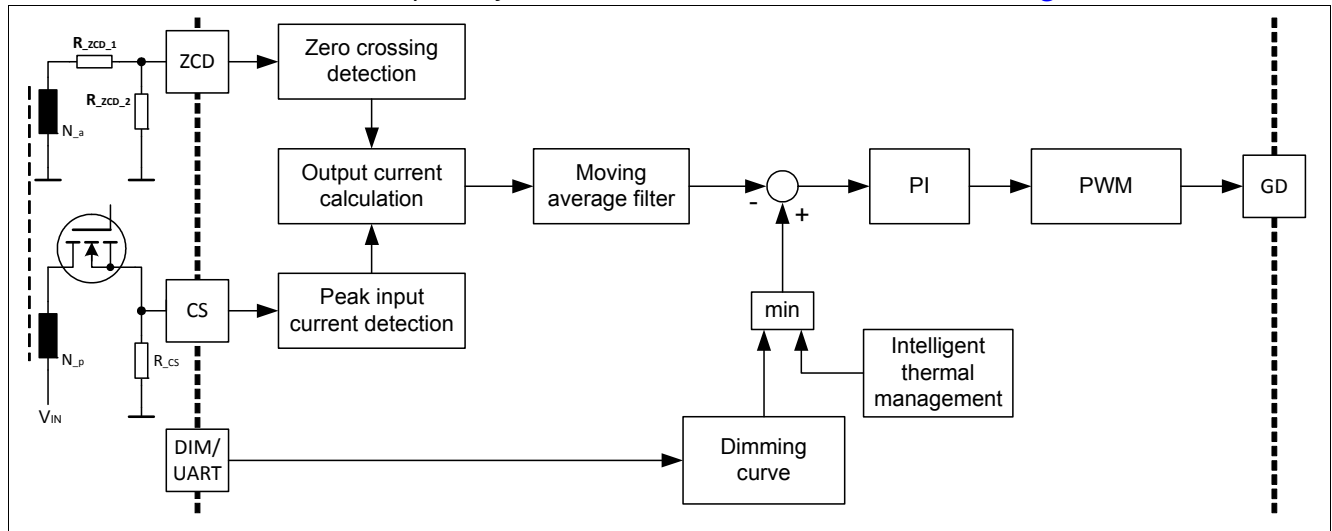 R_ZCD_1
ZCD
Zero crossing
detection
R_ZCD_2
N_a
Output current
calculation
Moving
average filter
-
+
PI
PWM
GD
CS
Peak input
current detection
min
N_p
R_CS
Intelligent
thermal
management
VIN
DIM/
UART
Dimming
curve